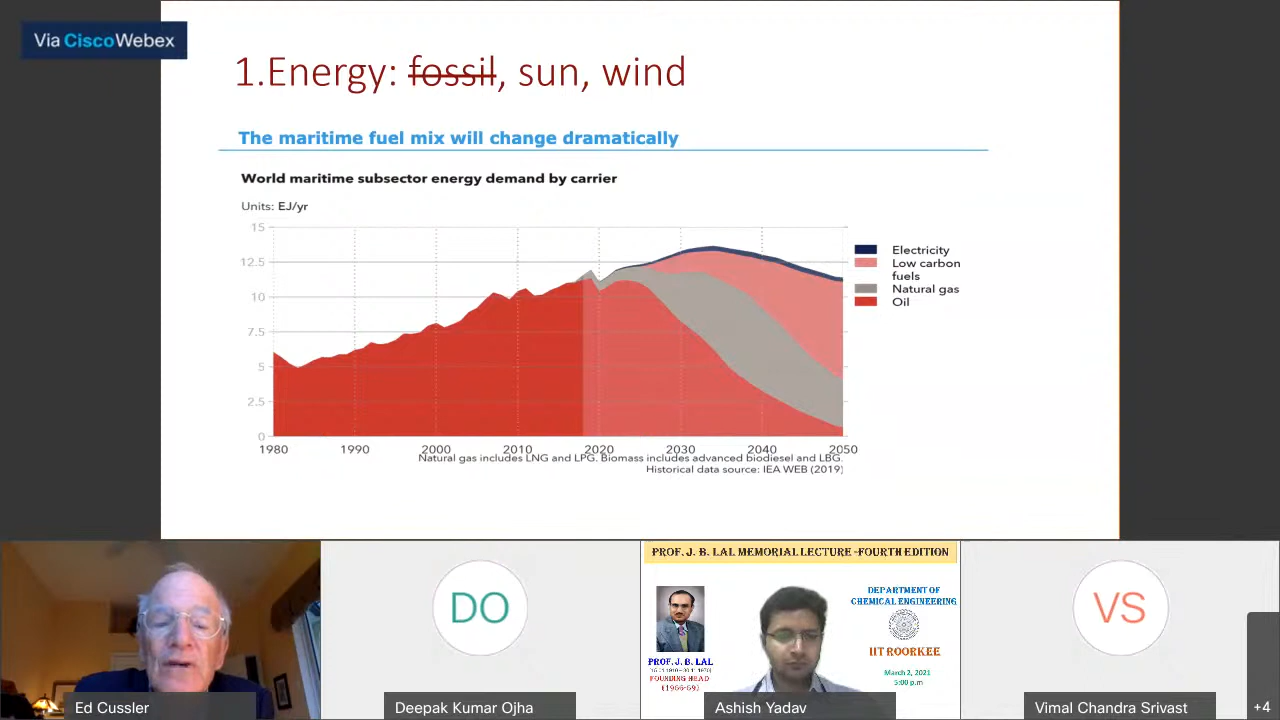 Via Cisco Webex
1.Energy: fossil, sun, wind
The maritime fuel mix will change dramatically
World maritime subsector energy demand by carrier
Units: EJ/yr
15
12.5
10
7.5
5
2.5
0
1980 1990 2000 2010 2020 2030 2040 2050
Electricity
Low carbon
fuels
Natural gas
Oil
Natural gas includes LNG and LPG. Biomass includes advanced biodiesel and LBG.
Historical data source: IEA WEB (2019)
Ed Cussler
DO
Deepak Kumar Ojha
PROF. J. B. LAL MEMORIAL LECTURE -FOURTH EDITION
PROF. J. B. LAL
FOUNDING HEAD
(1966-69)
DEPARTMENT OF
CHEMICAL ENGINEERING
IIT ROORKEE
March 2, 2021
5:00 p.m
Ashish Yadav
VS
Vimal Chandra Srivast
+4